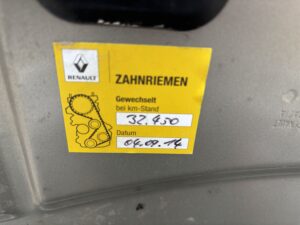 RENAULT
ZAHNRIEMEN
Gewechselt
bei km-Stand
32.450
Datum
04.09.14